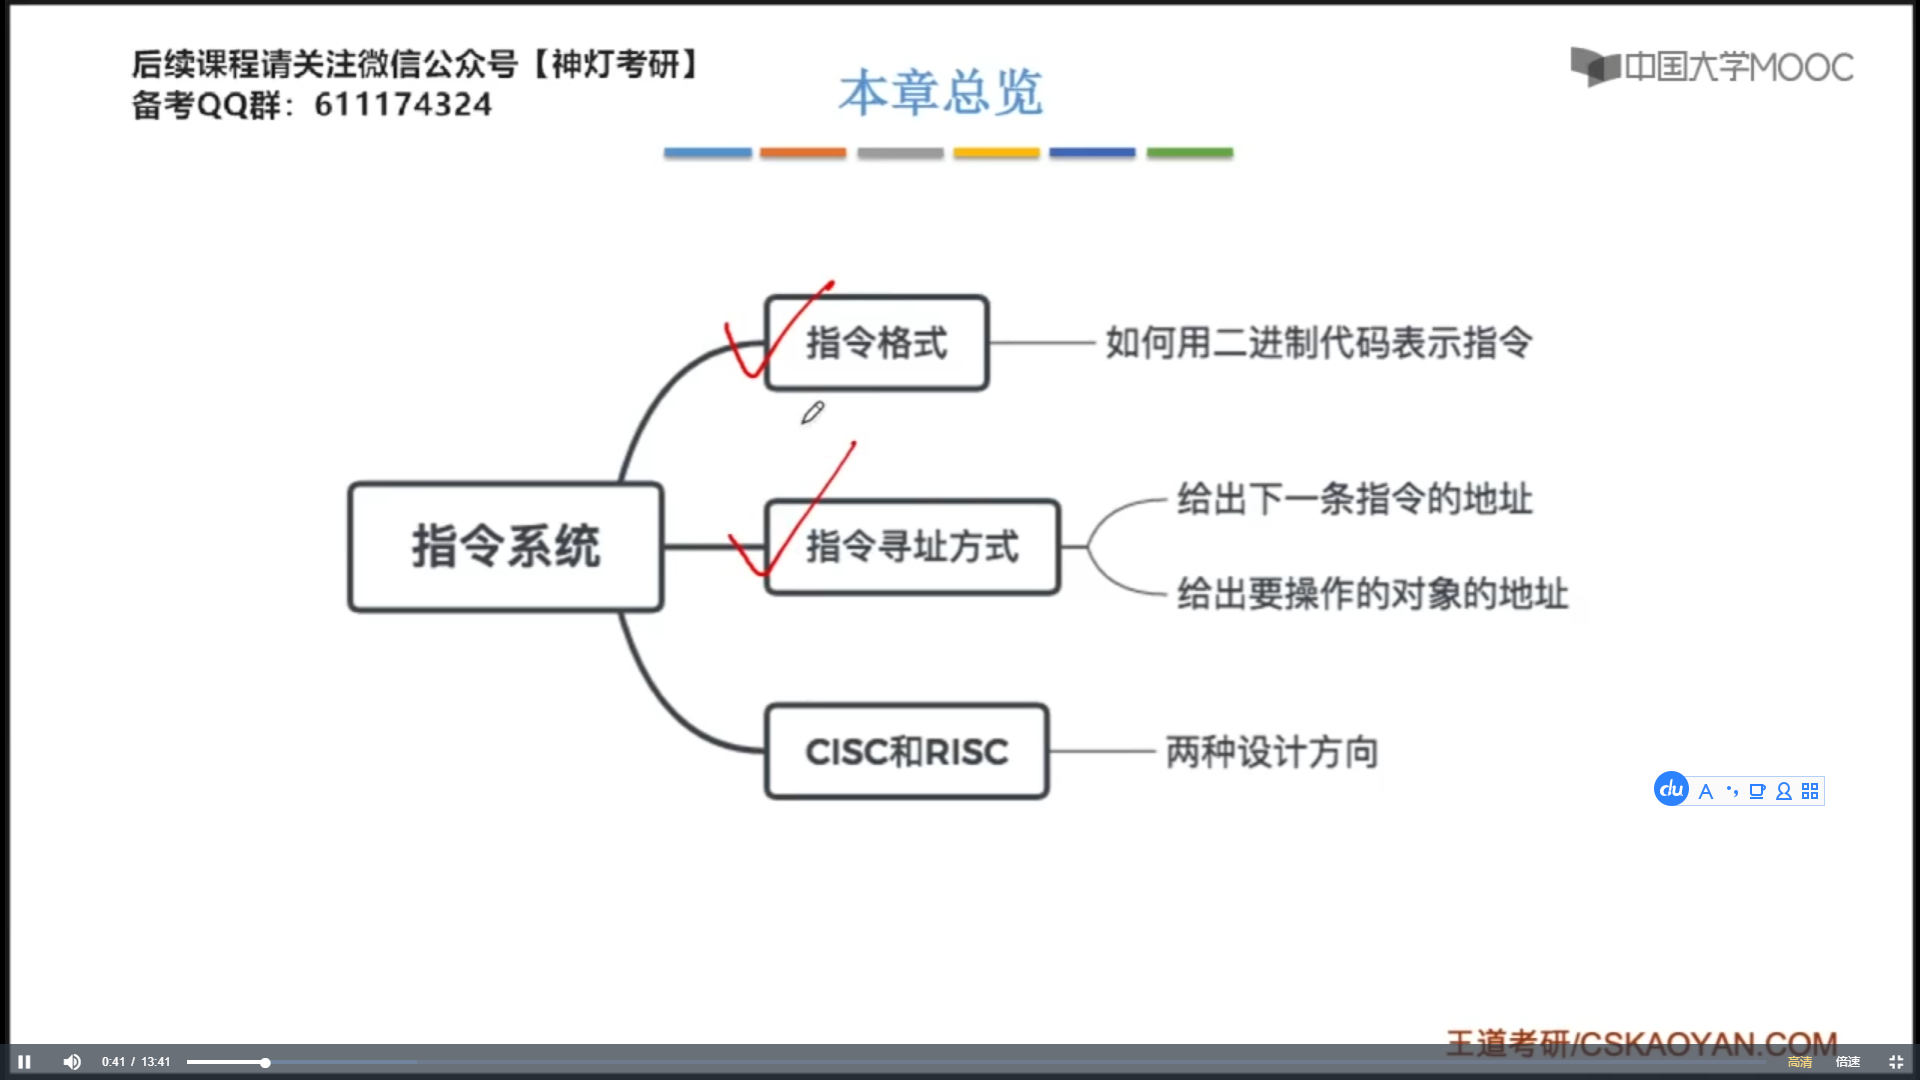 后续课程请关注微信公众号【神灯考研】
备考QQ群：611174324
本章总览
中国大学MOOC
指令格式
如何用二进制代码表示指令
指令系统
指令寻址方式
给出下一条指令的地址
给出要操作的对象的地址
CISC和RISC
两种设计方向
du A
王道考研/CSKAOYAN.COM
0:41 / 13:41
高清
倍速